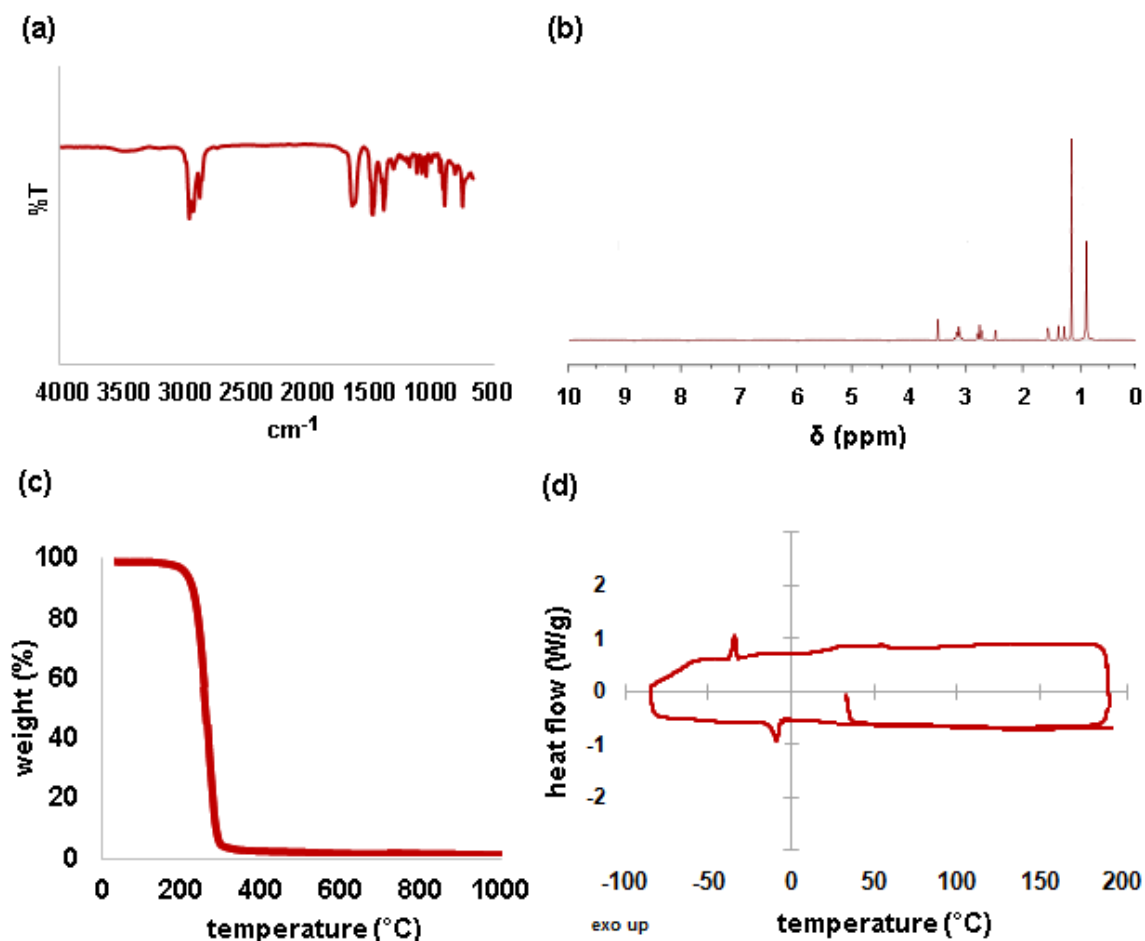 (a)
%T
4000 3500 3000 2500 2000 1500 1000 500
cm-1
(b)
10 9 8 7 6 5 4 3 2 1 0
δ (ppm)
(c)
weight (%)
100
80
60
40
20
0
0 200 400 600 800 1000
temperature (°C)
(d)
heat flow (W/g)
2
1
0
-1
-2
-100 -50 0 50 100 150 200
exo up
temperature (°C)